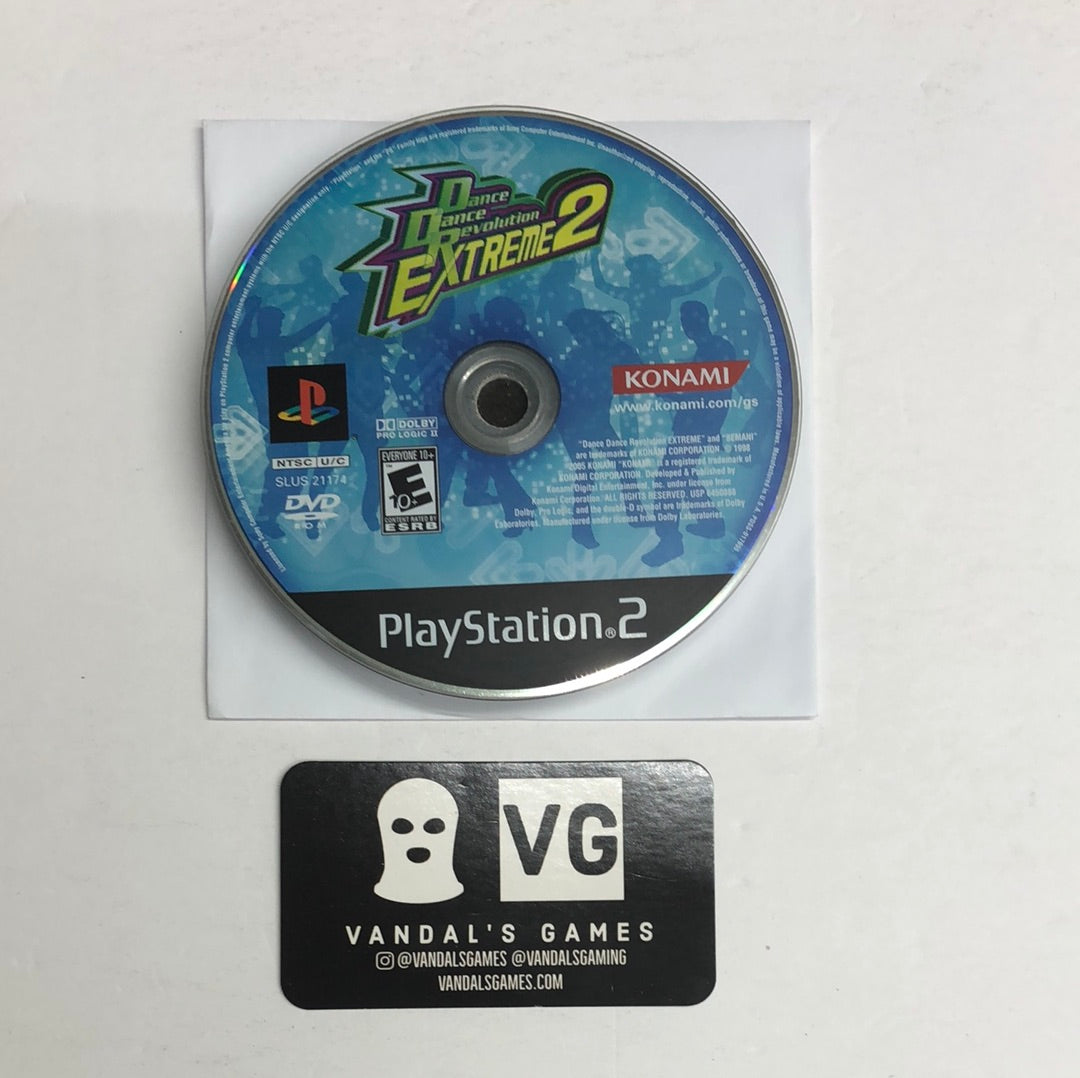 Dance
Dance
Revolution
EXTREME 2
KONAMI
www.konami.com/gs
DOLBY
PRO LOGIC II
NTSC U/C
SLUS 21174
DVD
ROM
EVERYONE 10+
E
10+
CONTENT RATED BY
ESRB
"Dance Dance Revolution EXTREME" and "BEMANI"
are trademarks of KONAMI CORPORATION. © 1998
2005 KONAMI "KONAMI" is a registered trademark of
KONAMI CORPORATION. Developed & Published by
Konami Digital Entertainment, Inc. under license from
Konami Corporation. ALL RIGHTS RESERVED. USP 6450888
Dolby, Pro Logic, and the double-D symbol are trademarks of Dolby
Laboratories. Manufactured under license from Dolby Laboratories.
PlayStation®2
VG
VANDAL'S GAMES
@VANDALSGAMES @VANDALSGAMING
VANDALSGAMES.COM